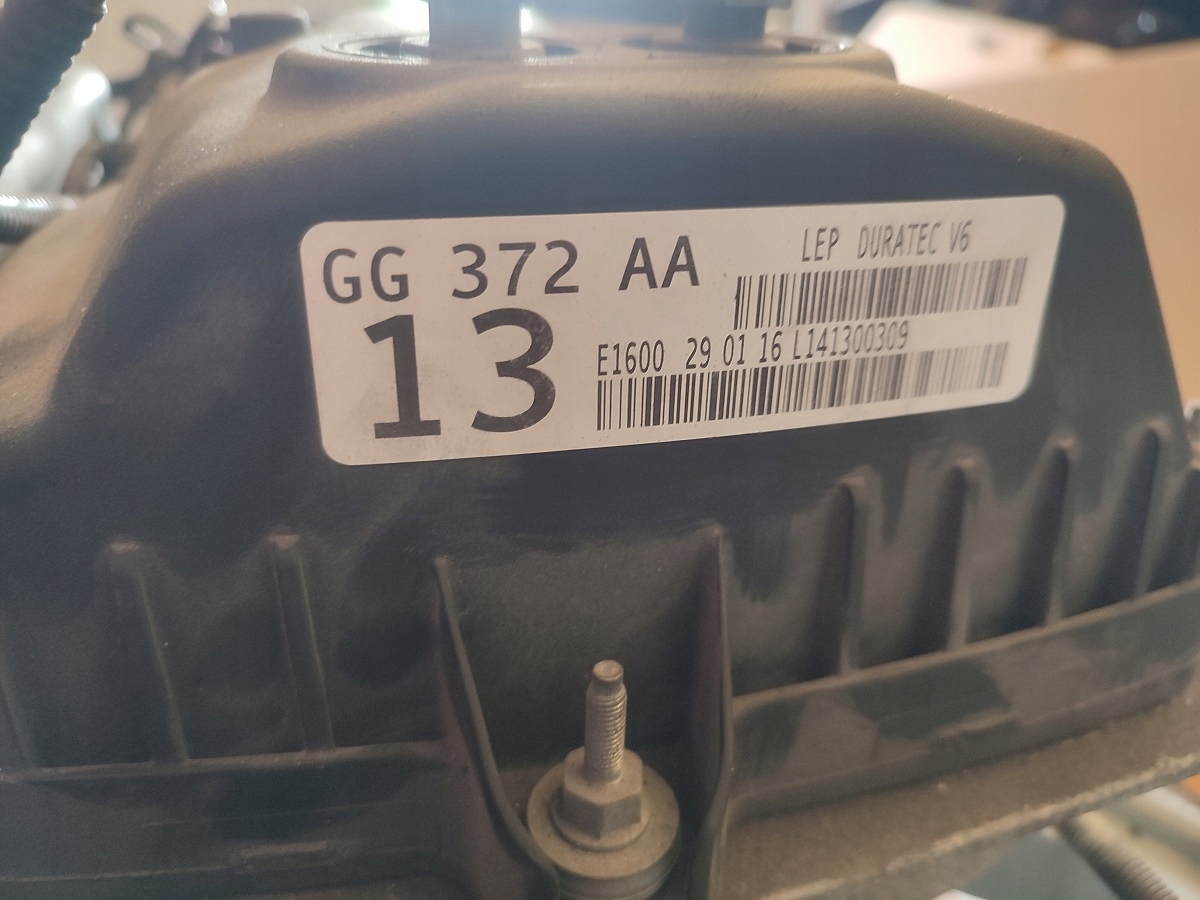 GG 372 AA
LEP DURATEC V6
13
E1600 29 01 16 L141300309